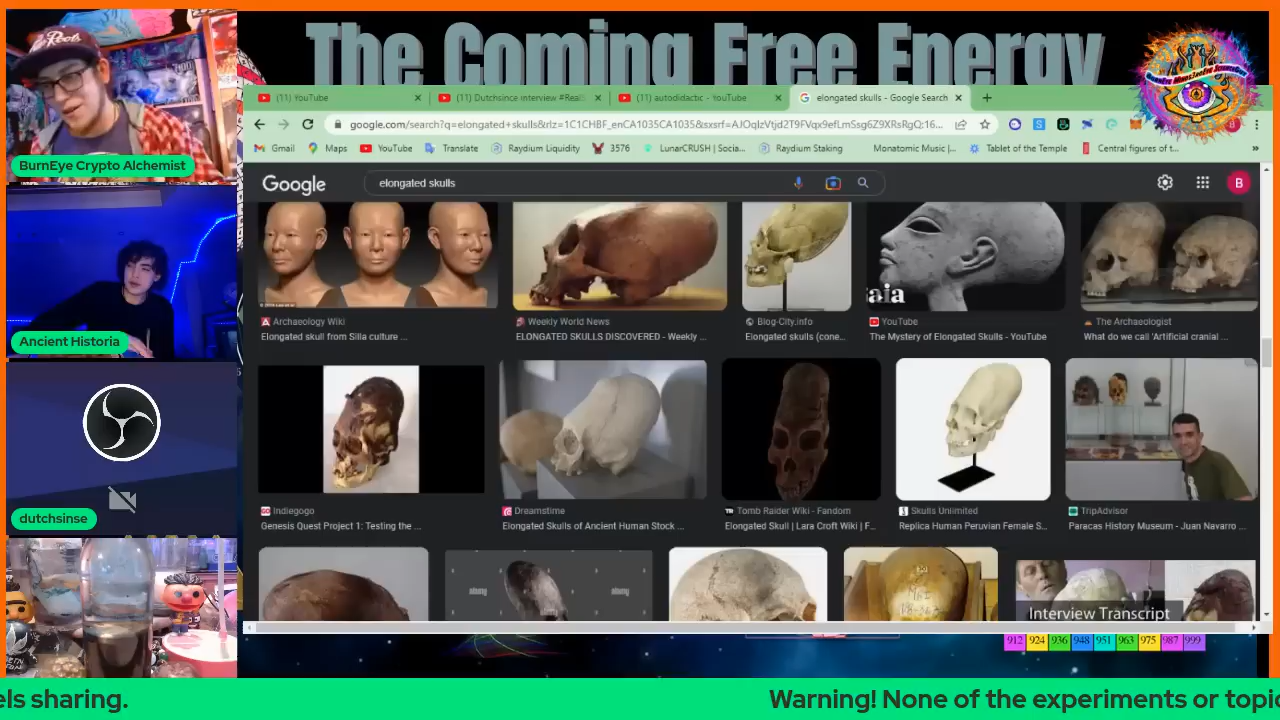 The Coming Free Energy
(11) YouTube
(11) Dutchsince interview #Real
(11) autodidactic - YouTube
elongated skulls - Google Search
google.com/search?q=elongated+skulls&rlz=1C1CHBF_enCA1035CA1035&
Gmail
Maps
YouTube
Translate
Raydium Liquidity
3576
LunarCRUSH | Socia...
Raydium Staking
Monatomic Music |...
Tablet of the Temple
Central figures of t...
Google
elongated skulls
B
BurnEye Crypto Alchemist
Ancient Historia
dutchsinse
aia
Archaeology Wiki
Elongated skull from Silla culture ...
Weekly World News
ELONGATED SKULLS DISCOVERED - Weekly ...
Blog-City.info
Elongated skulls (cone...
YouTube
The Mystery of Elongated Skulls - YouTube
The Archaeologist
What do we call 'Artificial cranial ...
Indiegogo
Genesis Quest Project 1: Testing the ...
Dreamstime
Elongated Skulls of Ancient Human Stock ...
Tomb Raider Wiki - Fandom
Elongated Skull | Lara Croft Wiki | F...
Skulls Unlimited
Replica Human Peruvian Female S...
TripAdvisor
Paracas History Museum - Juan Navarro ...
alamy
alamy
Interview Transcript
912 924 936 948 951 963 975 987 999
els sharing.
Warning! None of the experiments or topic